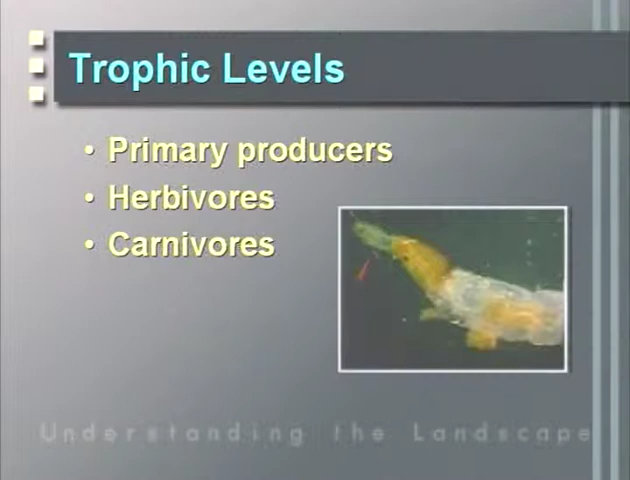 Trophic Levels
• Primary producers
• Herbivores
• Carnivores
Understanding the Landscape